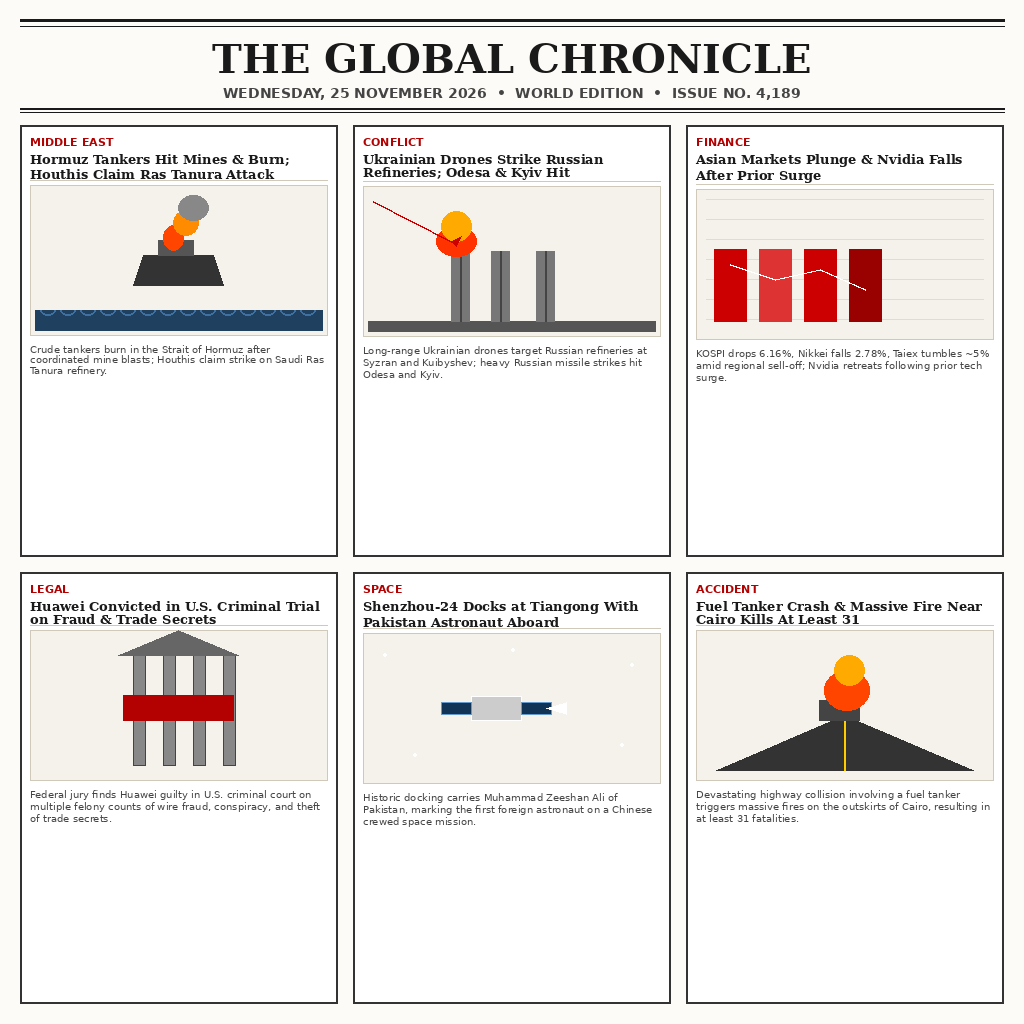 THE GLOBAL CHRONICLE
WEDNESDAY, 25 NOVEMBER 2026 • WORLD EDITION • ISSUE NO. 4,189
MIDDLE EAST
Hormuz Tankers Hit Mines & Burn;
Houthis Claim Ras Tanura Attack
Crude tankers burn in the Strait of Hormuz after
coordinated mine blasts; Houthis claim strike on Saudi Ras
Tanura refinery.
CONFLICT
Ukrainian Drones Strike Russian
Refineries; Odesa & Kyiv Hit
Long-range Ukrainian drones target Russian refineries at
Syzran and Kuibyshev; heavy Russian missile strikes hit
Odesa and Kyiv.
FINANCE
Asian Markets Plunge & Nvidia Falls
After Prior Surge
KOSPI drops 6.16%, Nikkei falls 2.78%, Taiex tumbles ~5%
amid regional sell-off; Nvidia retreats following prior tech
surge.
LEGAL
Huawei Convicted in U.S. Criminal Trial
on Fraud & Trade Secrets
Federal jury finds Huawei guilty in U.S. criminal court on
multiple felony counts of wire fraud, conspiracy, and theft
of trade secrets.
SPACE
Shenzhou-24 Docks at Tiangong With
Pakistan Astronaut Aboard
Historic docking carries Muhammad Zeeshan Ali of
Pakistan, marking the first foreign astronaut on a Chinese
crewed space mission.
ACCIDENT
Fuel Tanker Crash & Massive Fire Near
Cairo Kills At Least 31
Devastating highway collision involving a fuel tanker
triggers massive fires on the outskirts of Cairo, resulting in
at least 31 fatalities.